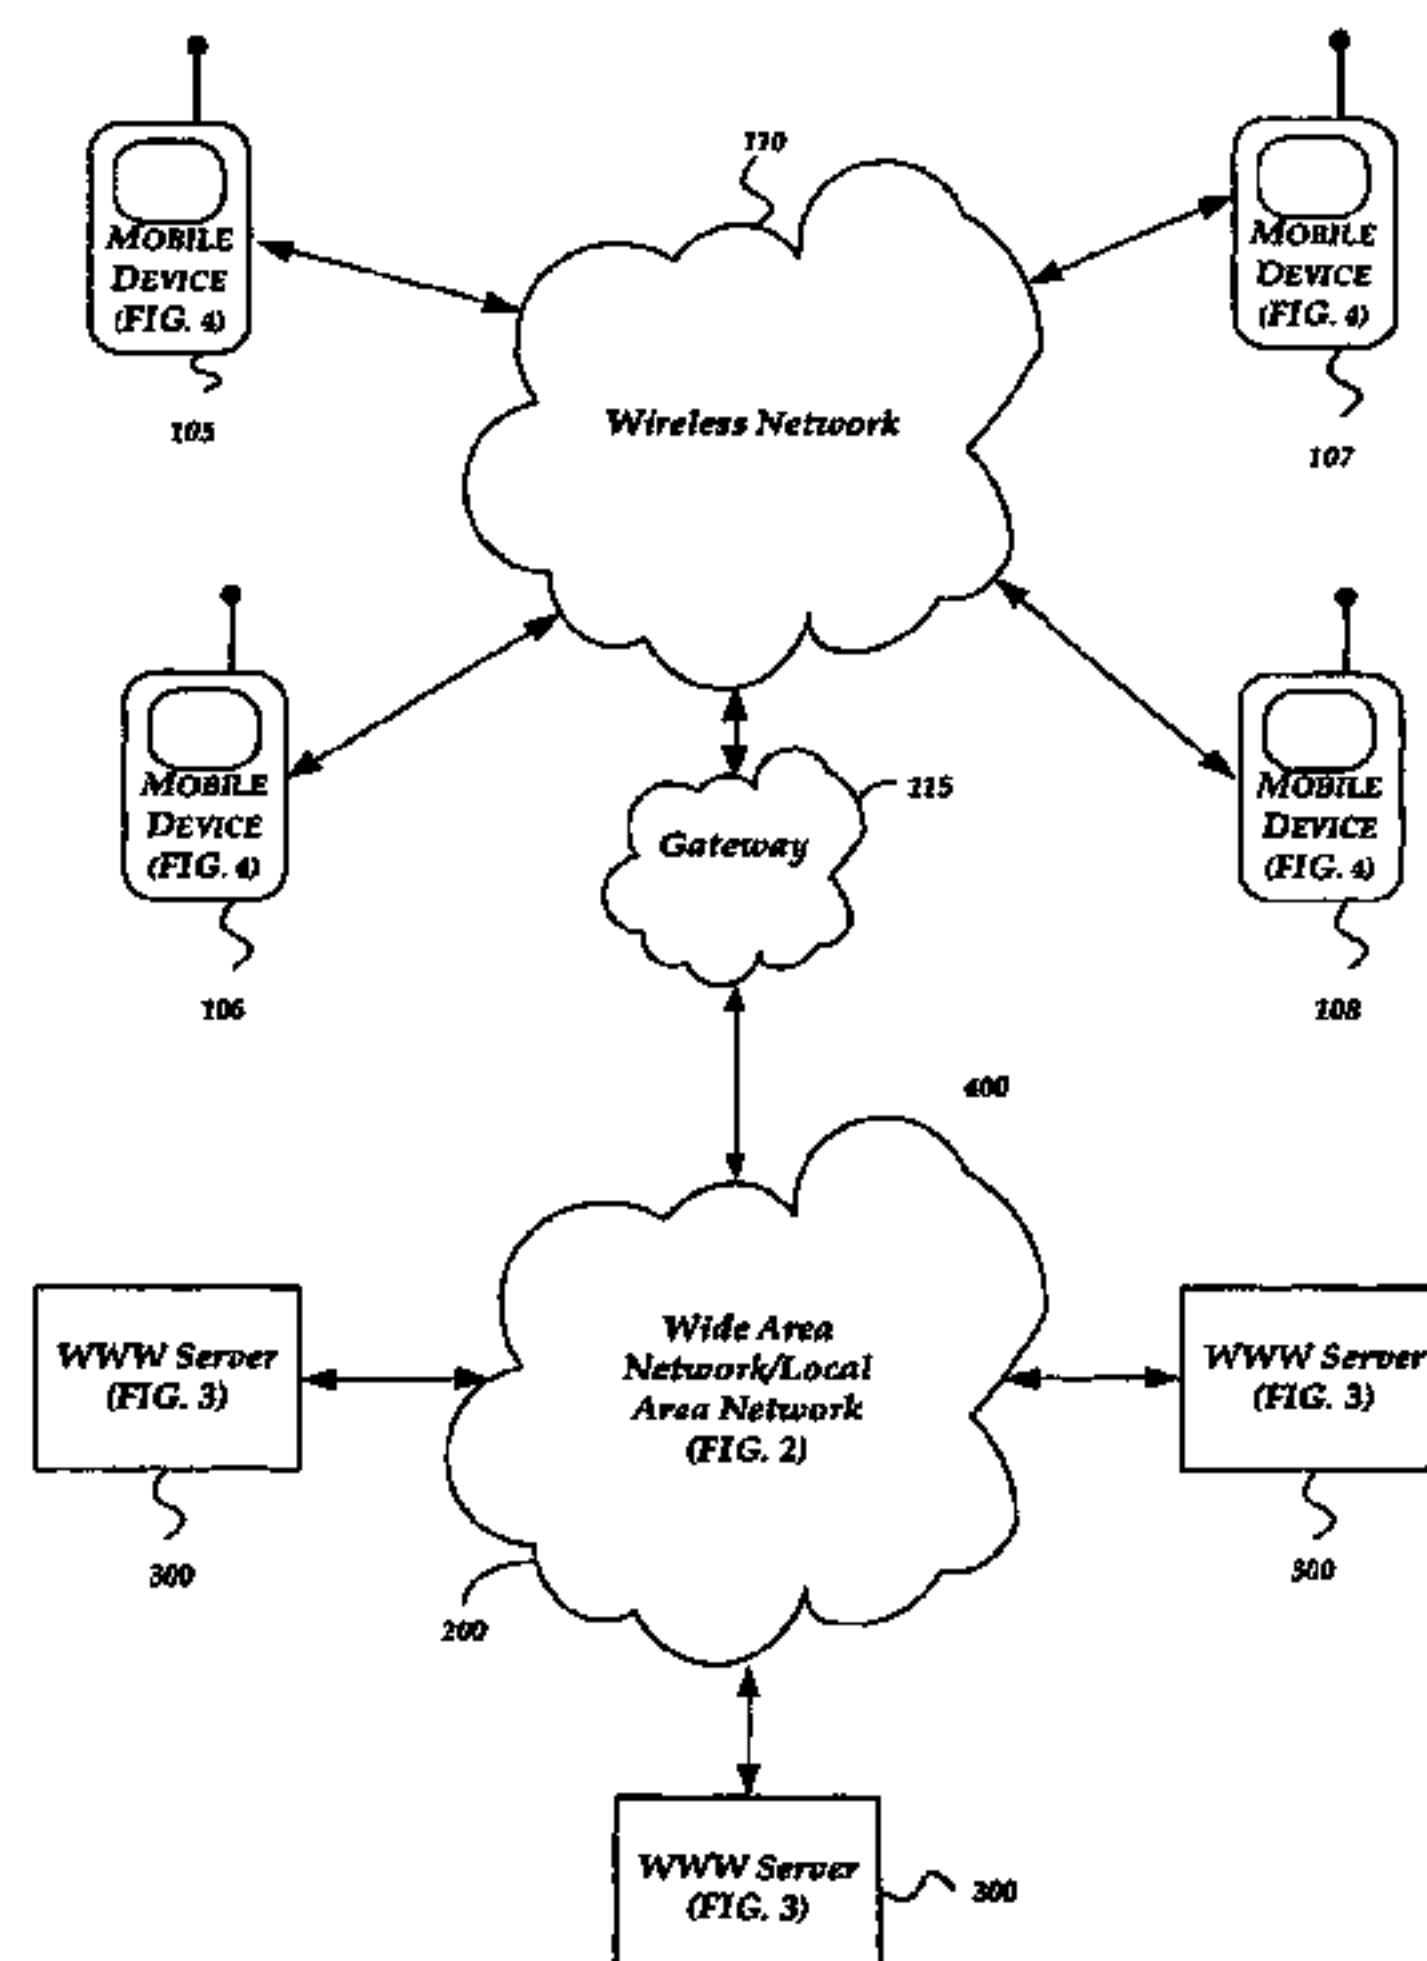 110
MOBILE
DEVICE
(FIG. 4)
105
MOBILE
DEVICE
(FIG. 4)
107
Wireless Network
MOBILE
DEVICE
(FIG. 4)
106
115
Gateway
MOBILE
DEVICE
(FIG. 4)
108
400
WWW Server
(FIG. 3)
300
Wide Area
Network/Local
Area Network
(FIG. 2)
200
WWW Server
(FIG. 3)
300
WWW Server
(FIG. 3)
300